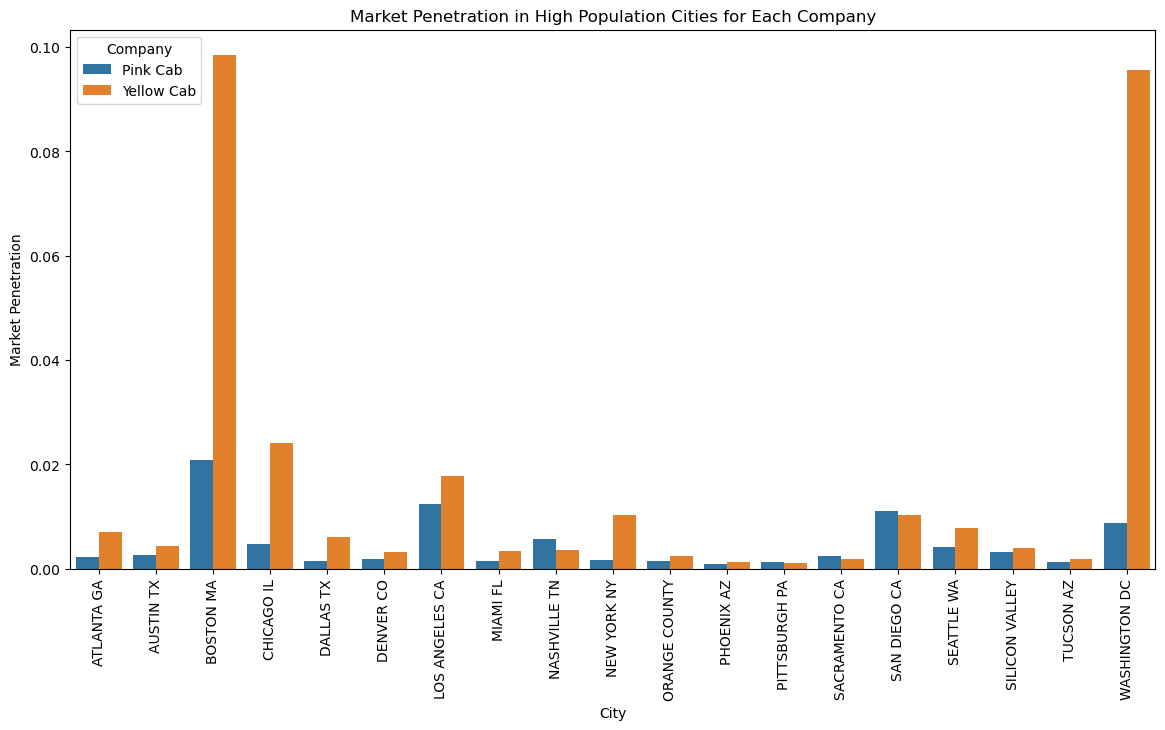 Market Penetration in High Population Cities for Each Company
Company
Pink Cab
Yellow Cab
Market Penetration
0.10
0.08
0.06
0.04
0.02
0.00
ATLANTA GA
AUSTIN TX
BOSTON MA
CHICAGO IL
DALLAS TX
DENVER CO
LOS ANGELES CA
MIAMI FL
NASHVILLE TN
NEW YORK NY
ORANGE COUNTY
PHOENIX AZ
PITTSBURGH PA
SACRAMENTO CA
SAN DIEGO CA
SEATTLE WA
SILICON VALLEY
TUCSON AZ
WASHINGTON DC
City